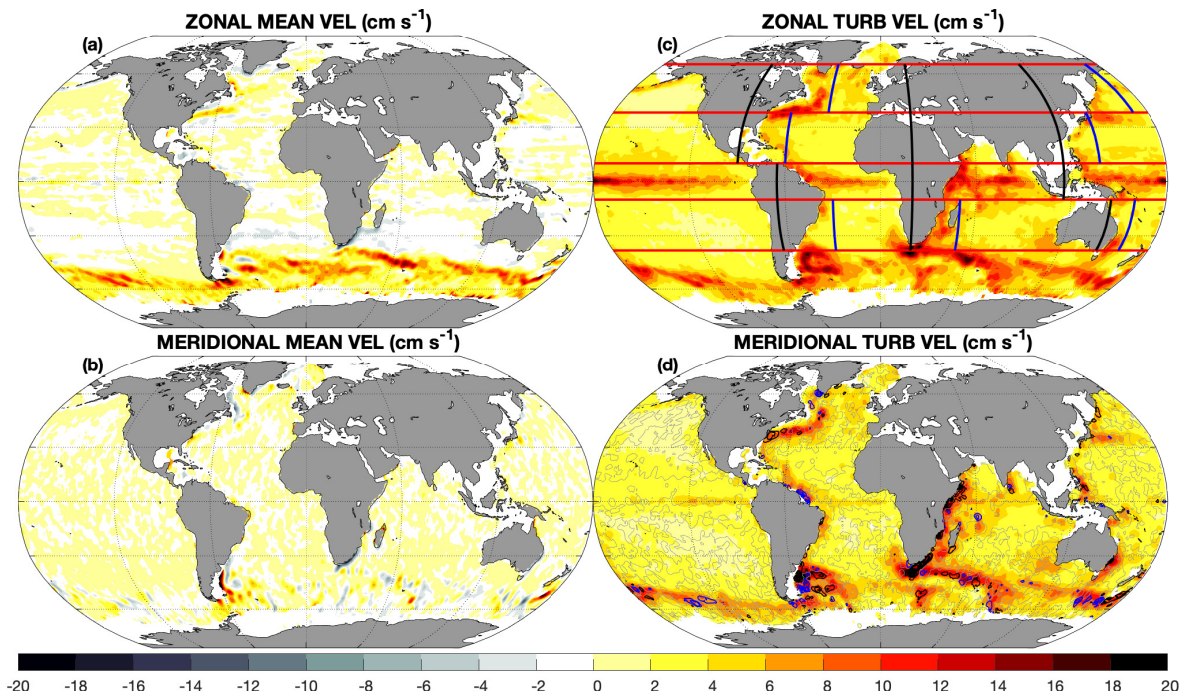 ZONAL MEAN VEL (cm s⁻¹)
ZONAL TURB VEL (cm s⁻¹)
(a)
(c)
MERIDIONAL MEAN VEL (cm s⁻¹)
MERIDIONAL TURB VEL (cm s⁻¹)
(b)
(d)
-20 -18 -16 -14 -12 -10 -8 -6 -4 -2 0 2 4 6 8 10 12 14 16 18 20